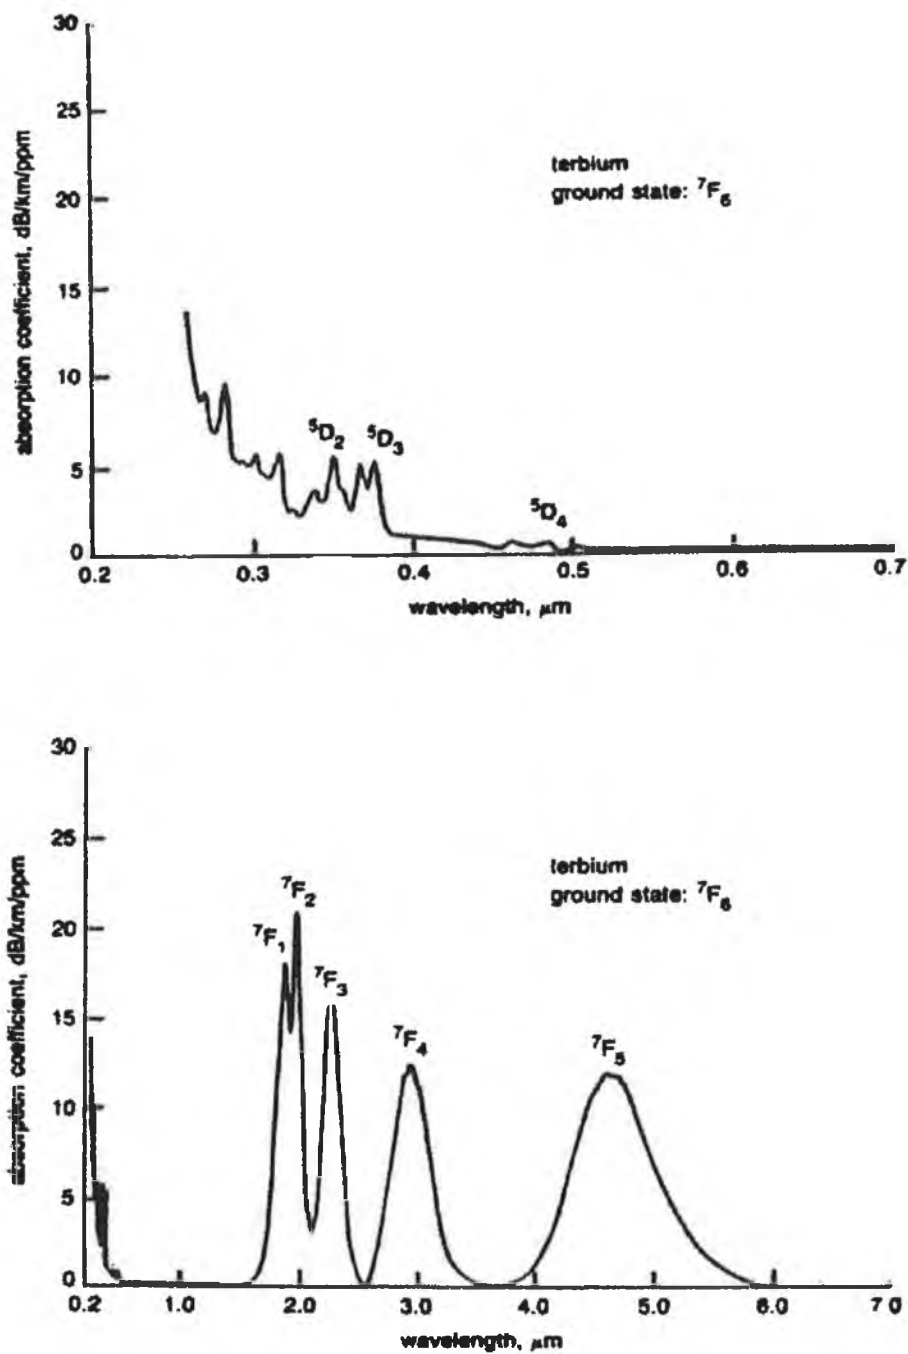 30
25
20
15
10
5
0
absorption coefficient, dB/km/ppm
terbium
ground state: ⁷F₆
⁵D₂
⁵D₃
⁵D₄
0.2 0.3 0.4 0.5 0.6 0.7
wavelength, μm
30
25
20
15
10
5
0
absorption coefficient, dB/km/ppm
terbium
ground state: ⁷F₆
⁷F₂
⁷F₁
⁷F₃
⁷F₄
⁷F₅
0.2 1.0 2.0 3.0 4.0 5.0 6.0 7 0
wavelength, μm